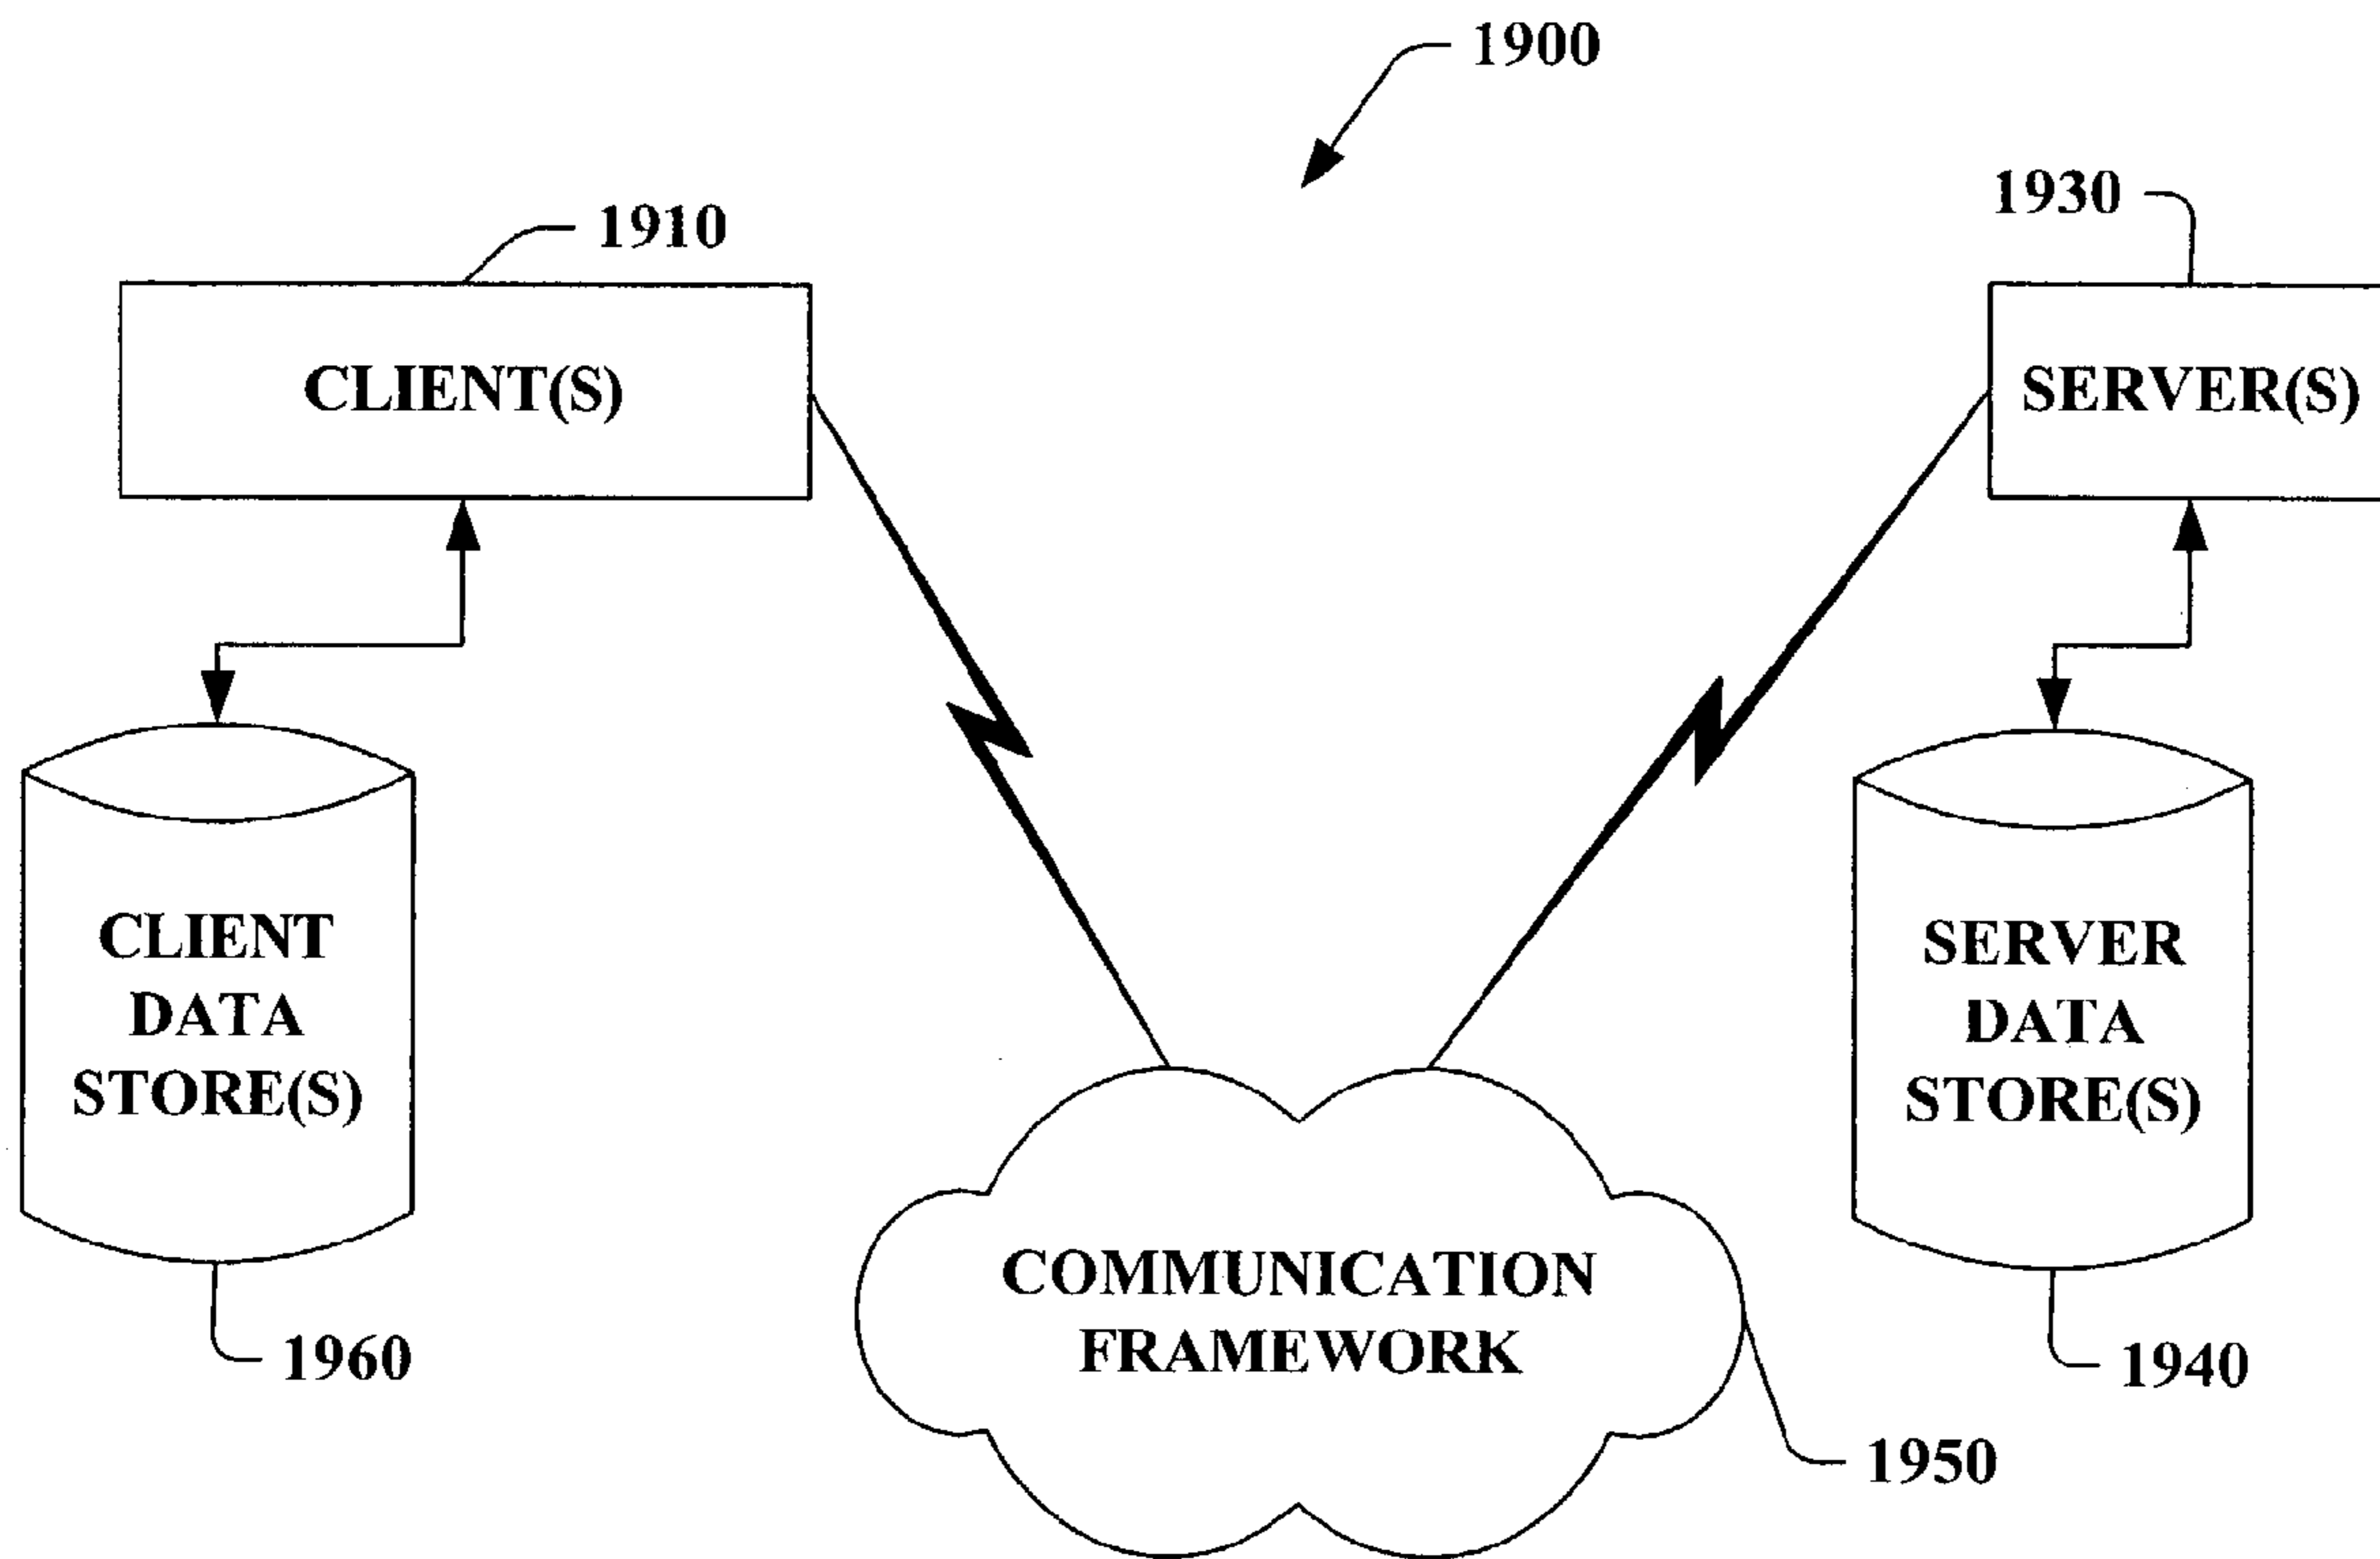 1900
1910
1930
CLIENT(S)
SERVER(S)
CLIENT
DATA
STORE(S)
SERVER
DATA
STORE(S)
COMMUNICATION
FRAMEWORK
1960
1940
1950